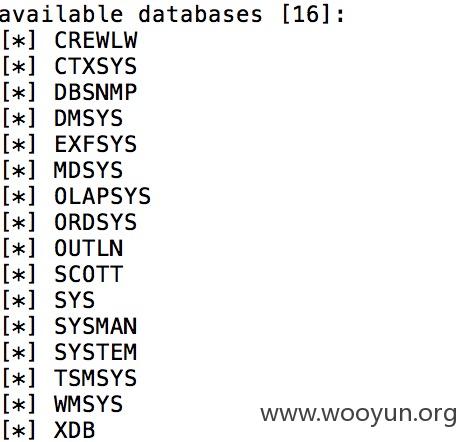 available databases [16]:
[*] CREWLW
[*] CTXSYS
[*] DBSNMP
[*] DMSYS
[*] EXFSYS
[*] MDSYS
[*] OLAPSYS
[*] ORDSYS
[*] OUTLN
[*] SCOTT
[*] SYS
[*] SYSMAN
[*] SYSTEM
[*] TSMSYS
[*] WMSYS
[*] XDB
www.wooyun.org